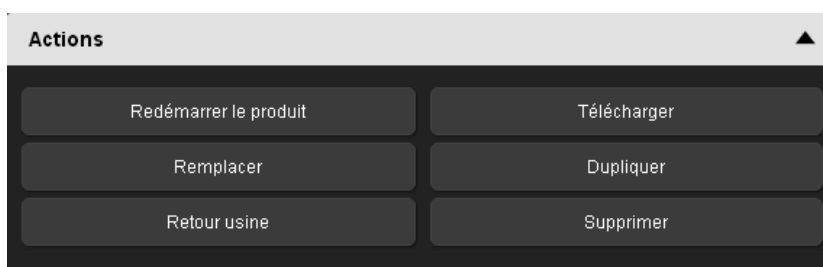 Actions
Redémarrer le produit
Télécharger
Remplacer
Dupliquer
Retour usine
Supprimer